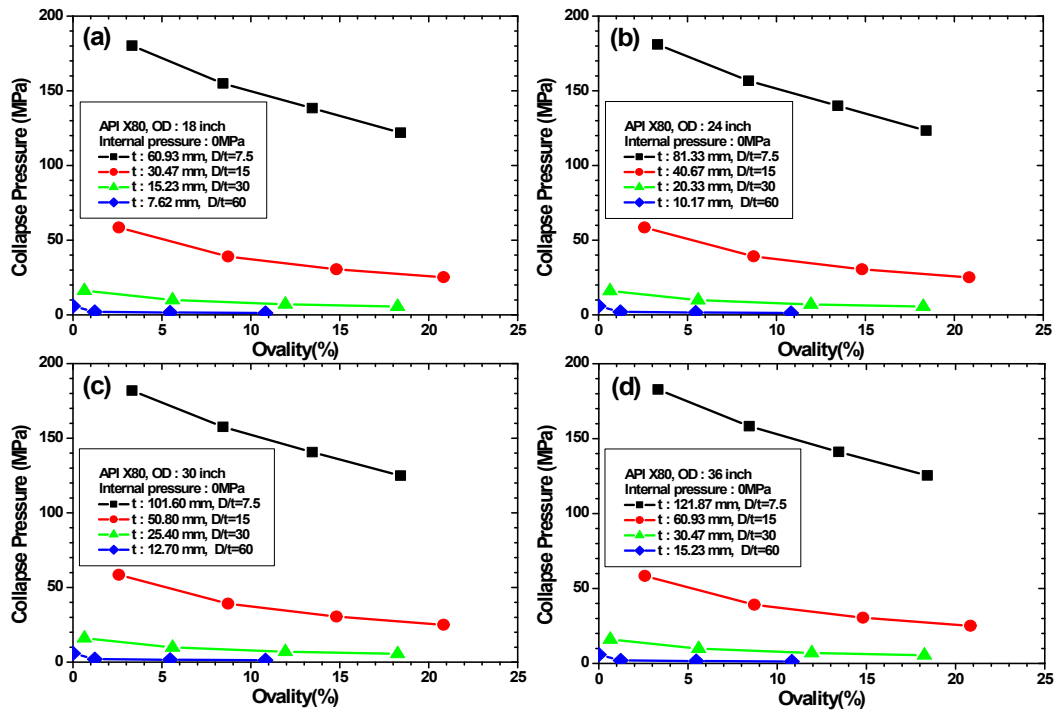 (a)
200
150
100
50
0
Collapse Pressure (MPa)
API X80, OD : 18 inch
Internal pressure : 0MPa
t : 60.93 mm, D/t=7.5
t : 30.47 mm, D/t=15
t : 15.23 mm, D/t=30
t : 7.62 mm, D/t=60
0 5 10 15 20 25
Ovality(%)
(b)
200
150
100
50
0
Collapse Pressure (MPa)
API X80, OD : 24 inch
Internal pressure : 0MPa
t : 81.33 mm, D/t=7.5
t : 40.67 mm, D/t=15
t : 20.33 mm, D/t=30
t : 10.17 mm, D/t=60
0 5 10 15 20 25
Ovality(%)
(c)
200
150
100
50
0
Collapse Pressure (MPa)
API X80, OD : 30 inch
Internal pressure : 0MPa
t : 101.60 mm, D/t=7.5
t : 50.80 mm, D/t=15
t : 25.40 mm, D/t=30
t : 12.70 mm, D/t=60
0 5 10 15 20 25
Ovality(%)
(d)
200
150
100
50
0
Collapse Pressure (MPa)
API X80, OD : 36 inch
Internal pressure : 0MPa
t : 121.87 mm, D/t=7.5
t : 60.93 mm, D/t=15
t : 30.47 mm, D/t=30
t : 15.23 mm, D/t=60
0 5 10 15 20 25
Ovality(%)